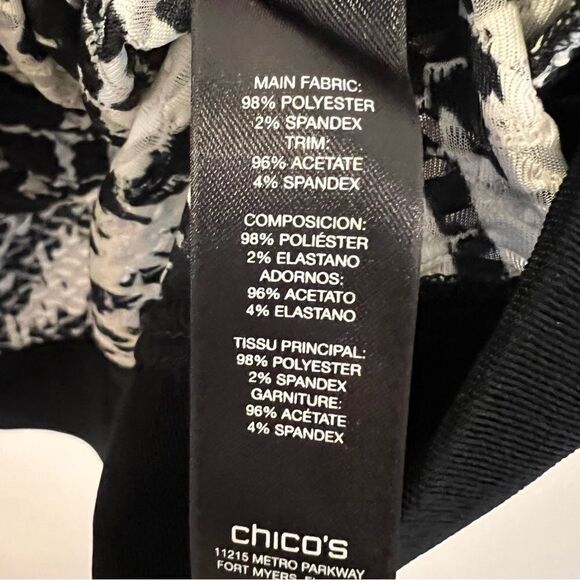 MAIN FABRIC:
98% POLYESTER
2% SPANDEX
TRIM:
96% ACETATE
4% SPANDEX
COMPOSICION:
98% POLIÉSTER
2% ELASTANO
ADORNOS:
96% ACETATO
4% ELASTANO
TISSU PRINCIPAL:
98% POLYESTER
2% SPANDEX
GARNITURE:
96% ACÉTATE
4% SPANDEX
chico's
11215 METRO PARKWAY
FORT MYERS,